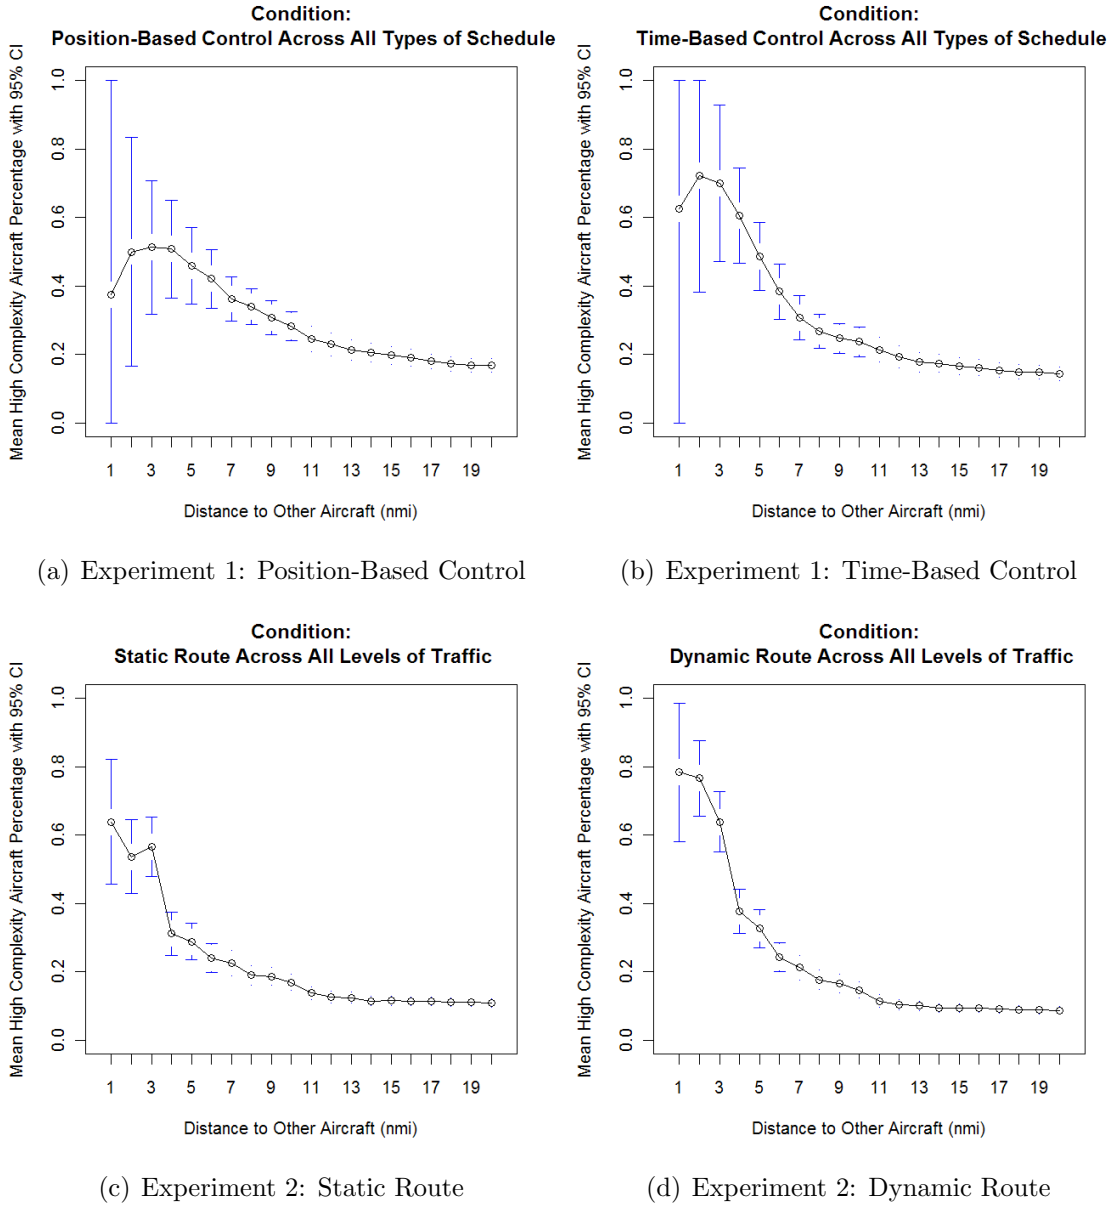 Condition:
Position-Based Control Across All Types of Schedule
Mean High Complexity Aircraft Percentage with 95% CI
0.0 0.2 0.4 0.6 0.8 1.0
1 3 5 7 9 11 13 15 17 19
Distance to Other Aircraft (nmi)
(a) Experiment 1: Position-Based Control
Condition:
Time-Based Control Across All Types of Schedule
Mean High Complexity Aircraft Percentage with 95% CI
0.0 0.2 0.4 0.6 0.8 1.0
1 3 5 7 9 11 13 15 17 19
Distance to Other Aircraft (nmi)
(b) Experiment 1: Time-Based Control
Condition:
Static Route Across All Levels of Traffic
Mean High Complexity Aircraft Percentage with 95% CI
0.0 0.2 0.4 0.6 0.8 1.0
1 3 5 7 9 11 13 15 17 19
Distance to Other Aircraft (nmi)
(c) Experiment 2: Static Route
Condition:
Dynamic Route Across All Levels of Traffic
Mean High Complexity Aircraft Percentage with 95% CI
0.0 0.2 0.4 0.6 0.8 1.0
1 3 5 7 9 11 13 15 17 19
Distance to Other Aircraft (nmi)
(d) Experiment 2: Dynamic Route